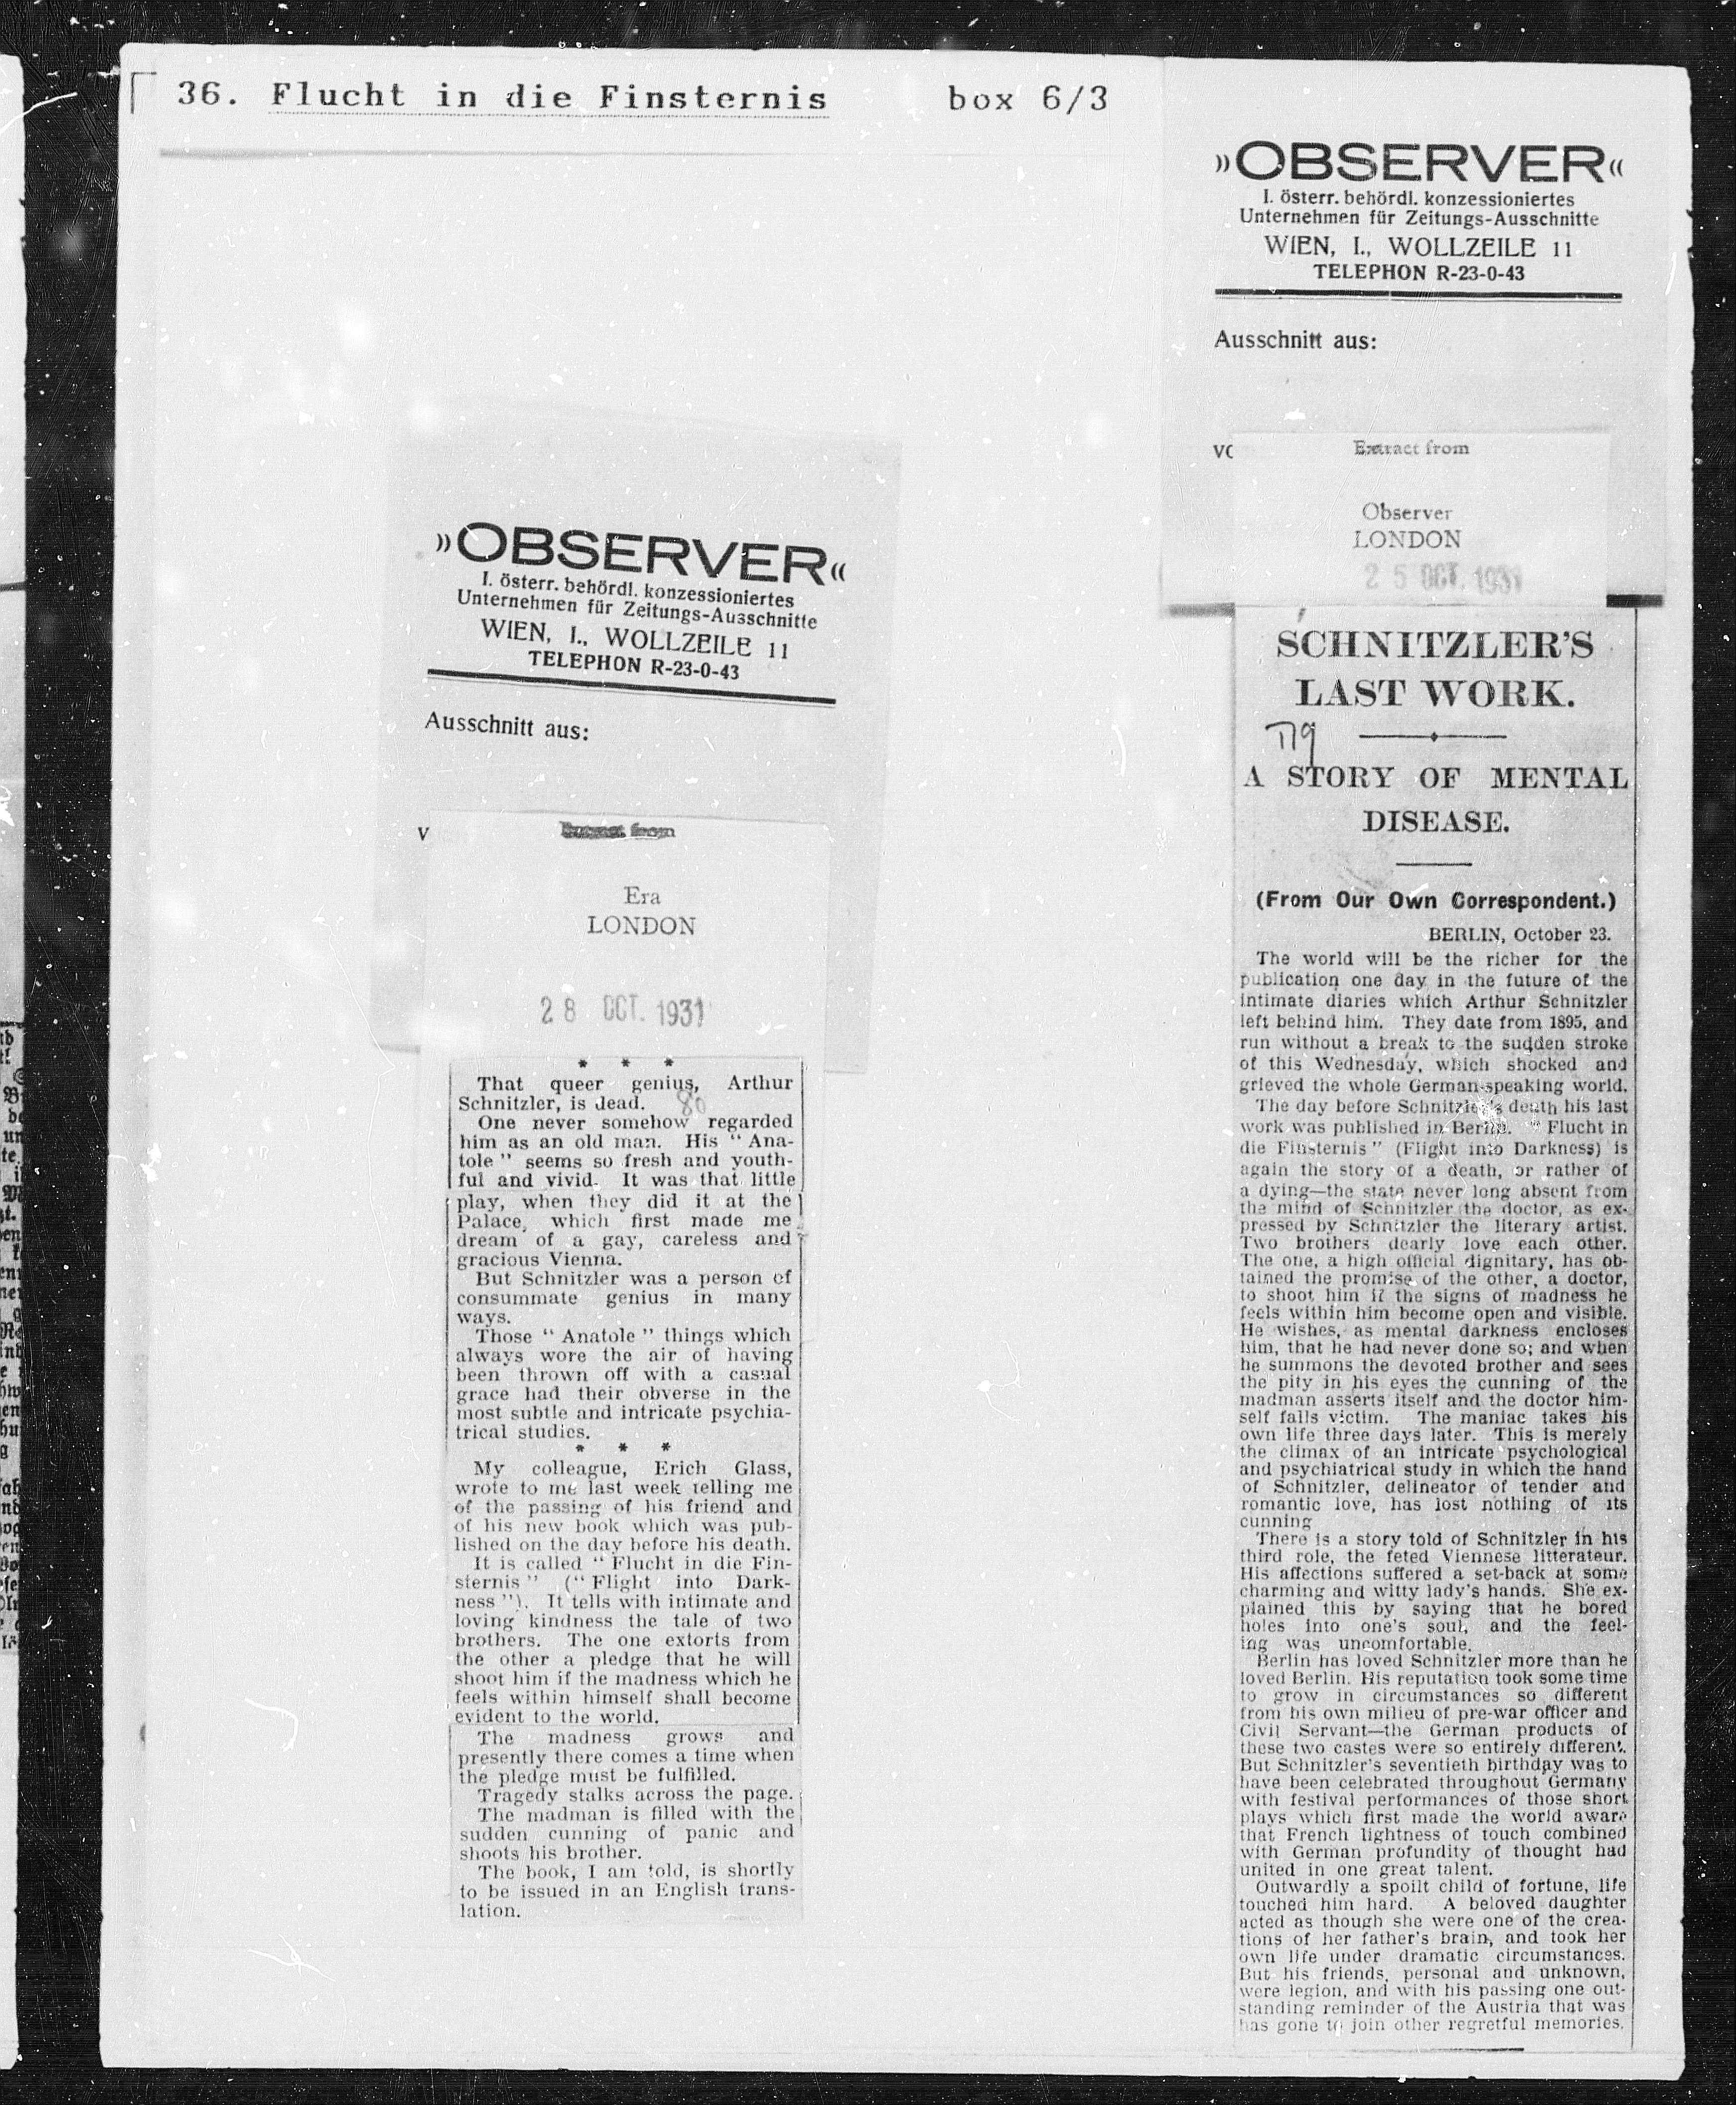 36. Flucht in die Finsternis box 6/3
»OBSERVER«
I. österr. behördl. konzessioniertes
Unternehmen für Zeitungs-Ausschnitte
WIEN, I., WOLLZEILE 11
TELEPHON R-23-0-43
Ausschnitt aus:
V
Extract from
Era
LONDON
28 OCT. 1931
* * *
That queer genius, Arthur
Schnitzler, is dead. 80
One never somehow regarded
him as an old man. His "Ana-
tole" seems so fresh and youth-
ful and vivid. It was that little
play, when they did it at the
Palace, which first made me
dream of a gay, careless and
gracious Vienna.
But Schnitzler was a person of
consummate genius in many
ways.
Those "Anatole" things which
always wore the air of having
been thrown off with a casual
grace had their obverse in the
most subtle and intricate psychia-
trical studies.
* * *
My colleague, Erich Glass,
wrote to me last week telling me
of the passing of his friend and
of his new book which was pub-
lished on the day before his death.
It is called "Flucht in die Fin-
sternis" ("Flight into Dark-
ness"). It tells with intimate and
loving kindness the tale of two
brothers. The one extorts from
the other a pledge that he will
shoot him if the madness which he
feels within himself shall become
evident to the world.
The madness grows and
presently there comes a time when
the pledge must be fulfilled.
Tragedy stalks across the page.
The madman is filled with the
sudden cunning of panic and
shoots his brother.
The book, I am told, is shortly
to be issued in an English trans-
lation.
»OBSERVER«
I. österr. behördl. konzessioniertes
Unternehmen für Zeitungs-Ausschnitte
WIEN, I., WOLLZEILE 11
TELEPHON R-23-0-43
Ausschnitt aus:
vo
Extract from
Observer
LONDON
25 OCT. 1931
SCHNITZLER'S
LAST WORK.
A STORY OF MENTAL
DISEASE.
(From Our Own Correspondent.)
BERLIN, October 23.
The world will be the richer for the
publication one day in the future of the
intimate diaries which Arthur Schnitzler
left behind him. They date from 1895, and
run without a break to the sudden stroke
of this Wednesday, which shocked and
grieved the whole German-speaking world.
The day before Schnitzler's death his last
work was published in Berlin. "Flucht in
die Finsternis" (Flight into Darkness) is
again the story of a death, or rather of
a dying—the state never long absent from
the mind of Schnitzler the doctor, as ex-
pressed by Schnitzler the literary artist.
Two brothers dearly love each other.
The one, a high official dignitary, has ob-
tained the promise of the other, a doctor,
to shoot him if the signs of madness he
feels within him become open and visible.
He wishes, as mental darkness encloses
him, that he had never done so; and when
he summons the devoted brother and sees
the pity in his eyes the cunning of the
madman asserts itself and the doctor him-
self falls victim. The maniac takes his
own life three days later. This is merely
the climax of an intricate psychological
and psychiatrical study in which the hand
of Schnitzler, delineator of tender and
romantic love, has lost nothing of its
cunning
There is a story told of Schnitzler in his
third role, the feted Viennese litterateur.
His affections suffered a set-back at some
charming and witty lady's hands. She ex-
plained this by saying that he bored
holes into one's soul, and the feel-
ing was uncomfortable.
Berlin has loved Schnitzler more than he
loved Berlin. His reputation took some time
to grow in circumstances so different
from his own milieu of pre-war officer and
Civil Servant—the German products of
these two castes were so entirely different.
But Schnitzler's seventieth birthday was to
have been celebrated throughout Germany
with festival performances of those short
plays which first made the world aware
that French lightness of touch combined
with German profundity of thought had
united in one great talent.
Outwardly a spoilt child of fortune, life
touched him hard. A beloved daughter
acted as though she were one of the crea-
tions of her father's brain, and took her
own life under dramatic circumstances.
But his friends, personal and unknown,
were legion, and with his passing one out-
standing reminder of the Austria that was
has gone to join other regretful memories.